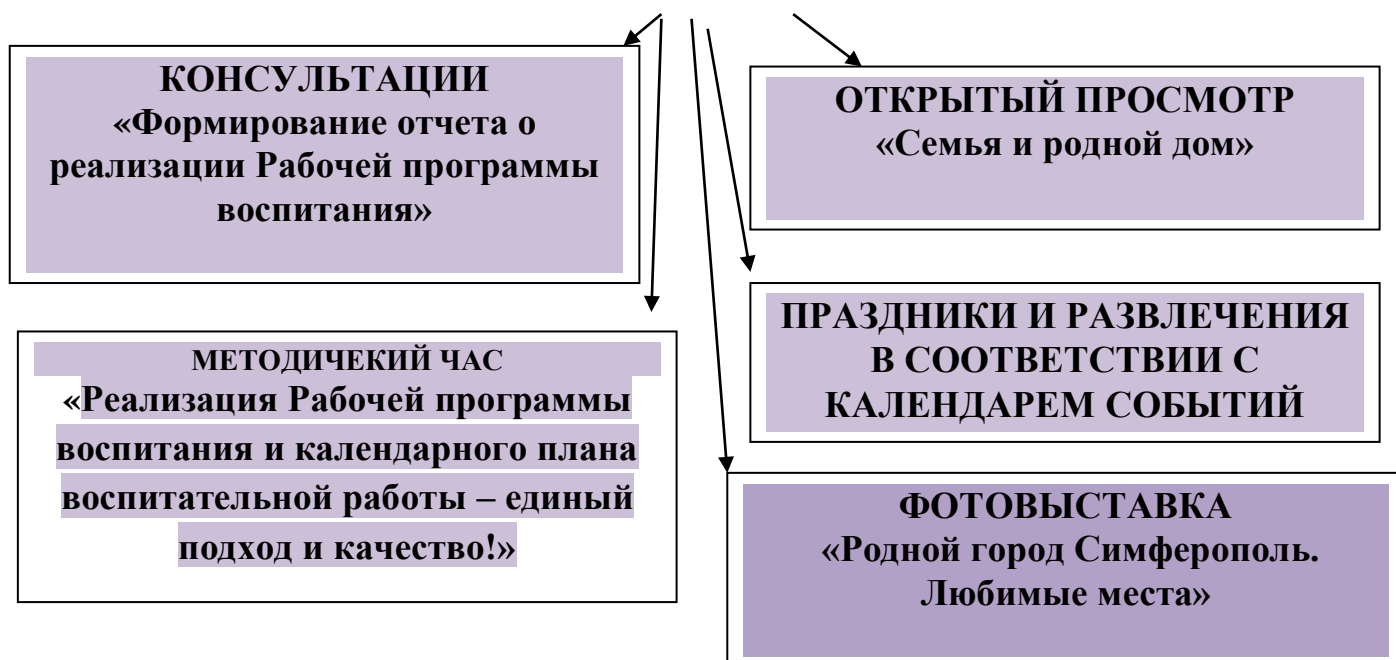 КОНСУЛЬТАЦИИ
«Формирование отчета о
реализации Рабочей программы
воспитания»
ОТКРЫТЫЙ ПРОСМОТР
«Семья и родной дом»
МЕТОДИЧЕКИЙ ЧАС
«Реализация Рабочей программы
воспитания и календарного плана
воспитательной работы – единый
подход и качество!»
ПРАЗДНИКИ И РАЗВЛЕЧЕНИЯ
В СООТВЕТСТВИИ С
КАЛЕНДАРЕМ СОБЫТИЙ
ФОТОВЫСТАВКА
«Родной город Симферополь.
Любимые места»